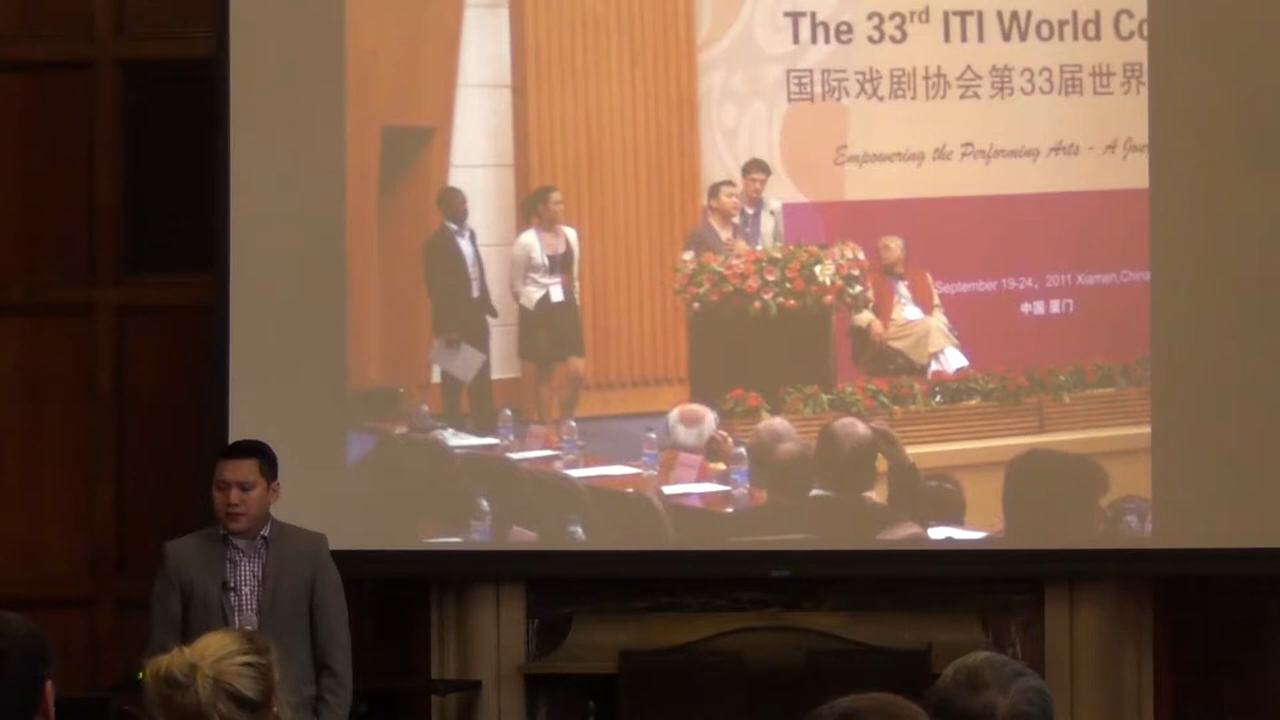 The 33rd ITI World Co
国际戏剧协会第33届世界
Empowering the Performing Arts - A Jour
September 19-24, 2011 Xiamen,China
中国 厦门